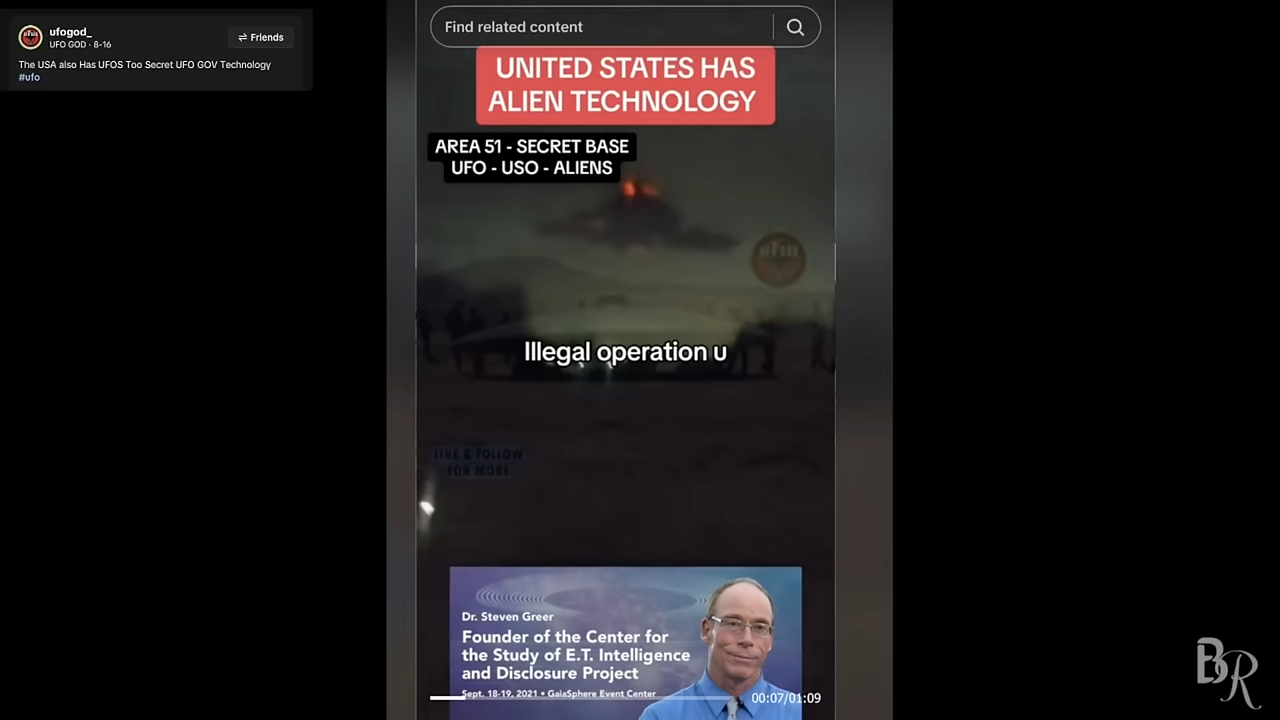 ufogod_
UFO GOD · 8-16
Friends
The USA also Has UFOS Too Secret UFO GOV Technology
#ufo
Find related content
UNITED STATES HAS
ALIEN TECHNOLOGY
AREA 51 - SECRET BASE
UFO - USO - ALIENS
UFO GOD
Illegal operation u
LIKE & FOLLOW
FOR MORE
Dr. Steven Greer
Founder of the Center for
the Study of E.T. Intelligence
and Disclosure Project
Sept. 18-19, 2021 • GaiaSphere Event Center
00:07/01:09
BR